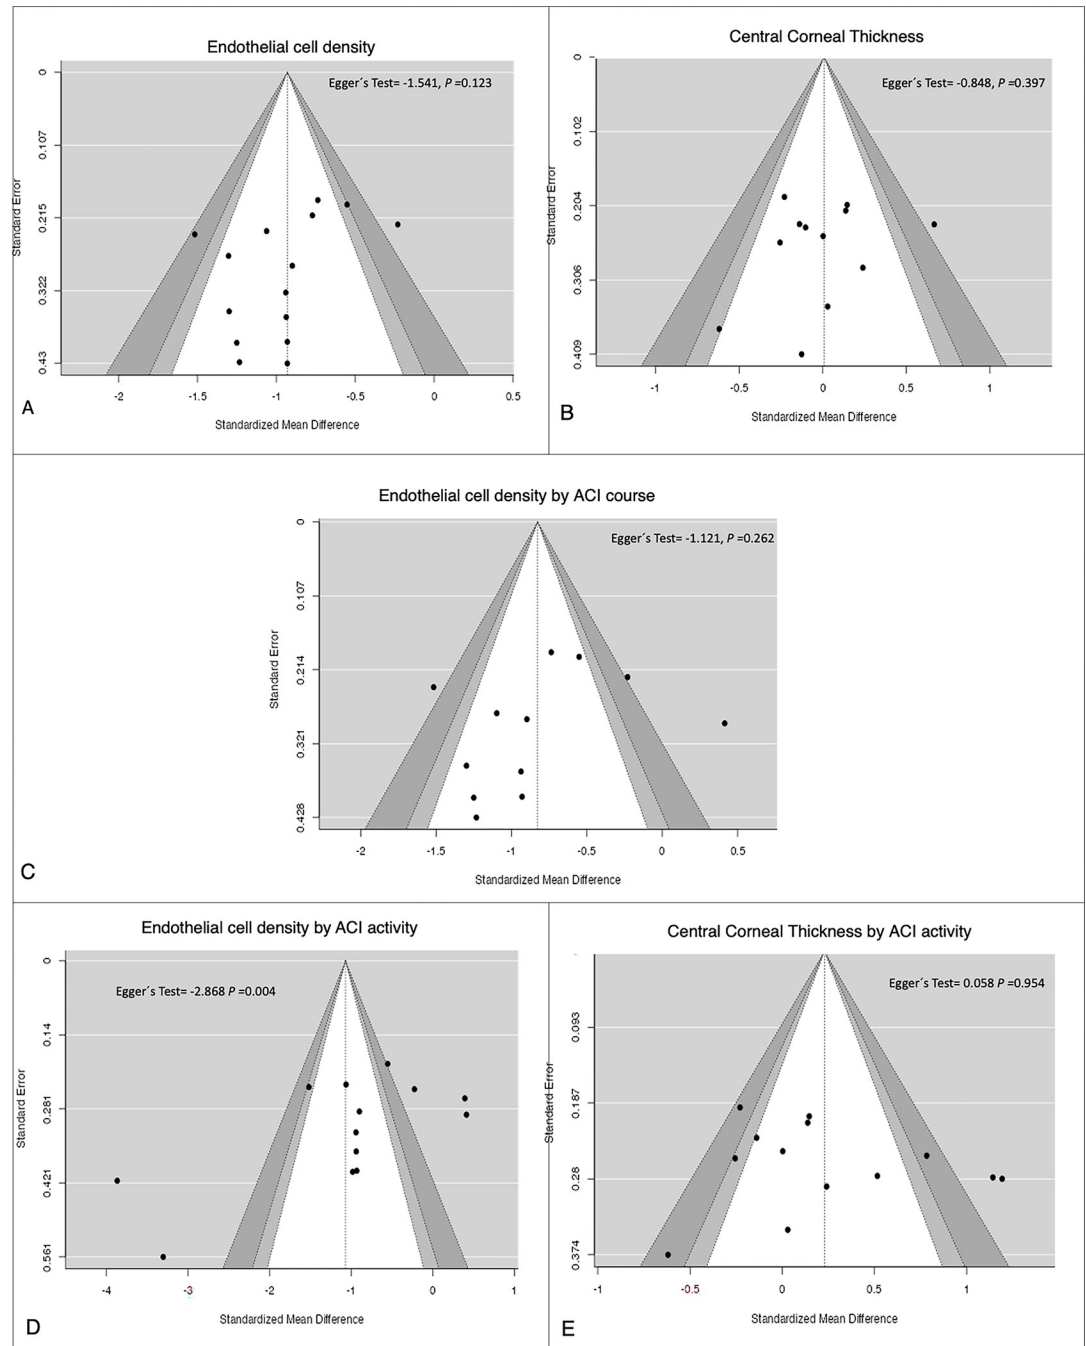 Endothelial cell density
Egger´s Test= -1.541, P =0.123
Standard Error
0
0.107
0.215
0.322
0.43
-2 -1.5 -1 -0.5 0 0.5
Standardized Mean Difference
A
Central Corneal Thickness
Egger´s Test= -0.848, P =0.397
Standard Error
0
0.102
0.204
0.306
0.409
-1 -0.5 0 0.5 1
Standardized Mean Difference
B
Endothelial cell density by ACI course
Egger´s Test= -1.121, P =0.262
Standard Error
0
0.107
0.214
0.321
0.428
-2 -1.5 -1 -0.5 0 0.5
Standardized Mean Difference
C
Endothelial cell density by ACI activity
Egger´s Test= -2.868 P =0.004
Standard Error
0
0.14
0.281
0.421
0.561
-4 -3 -2 -1 0 1
Standardized Mean Difference
D
Central Corneal Thickness by ACI activity
Egger´s Test= 0.058 P =0.954
Standard Error
0.093
0.187
0.28
0.374
-1 -0.5 0 0.5 1
Standardized Mean Difference
E